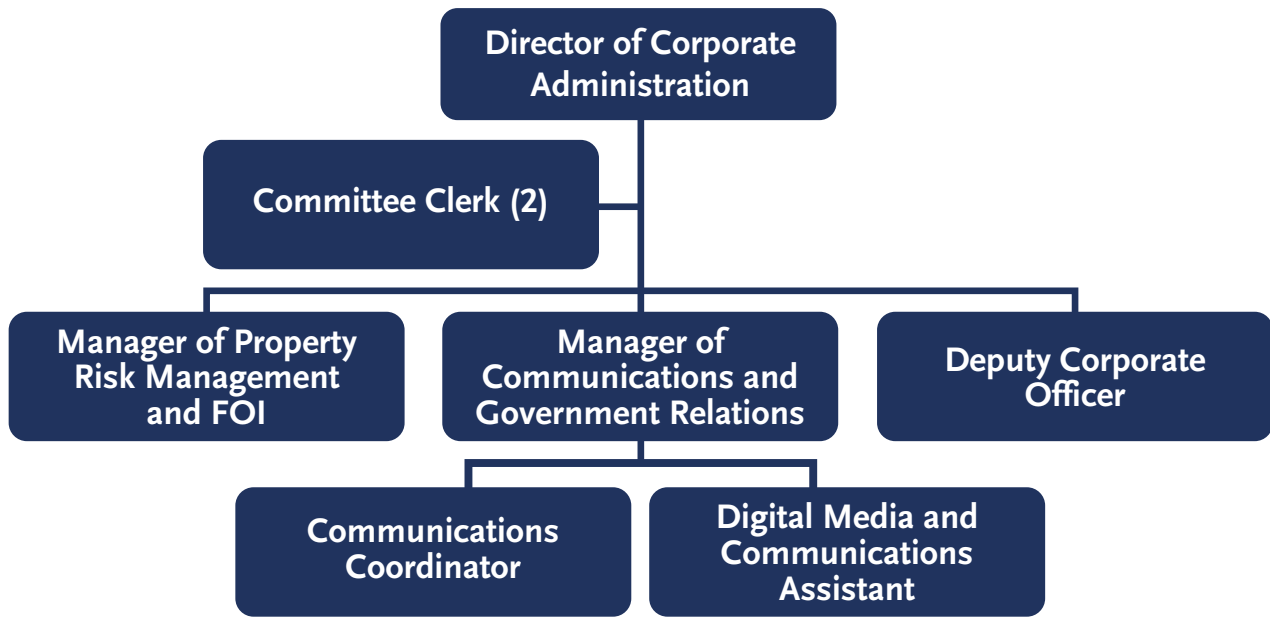 Director of Corporate
Administration
Committee Clerk (2)
Manager of Property
Risk Management
and FOI
Manager of
Communications and
Government Relations
Deputy Corporate
Officer
Communications
Coordinator
Digital Media and
Communications
Assistant